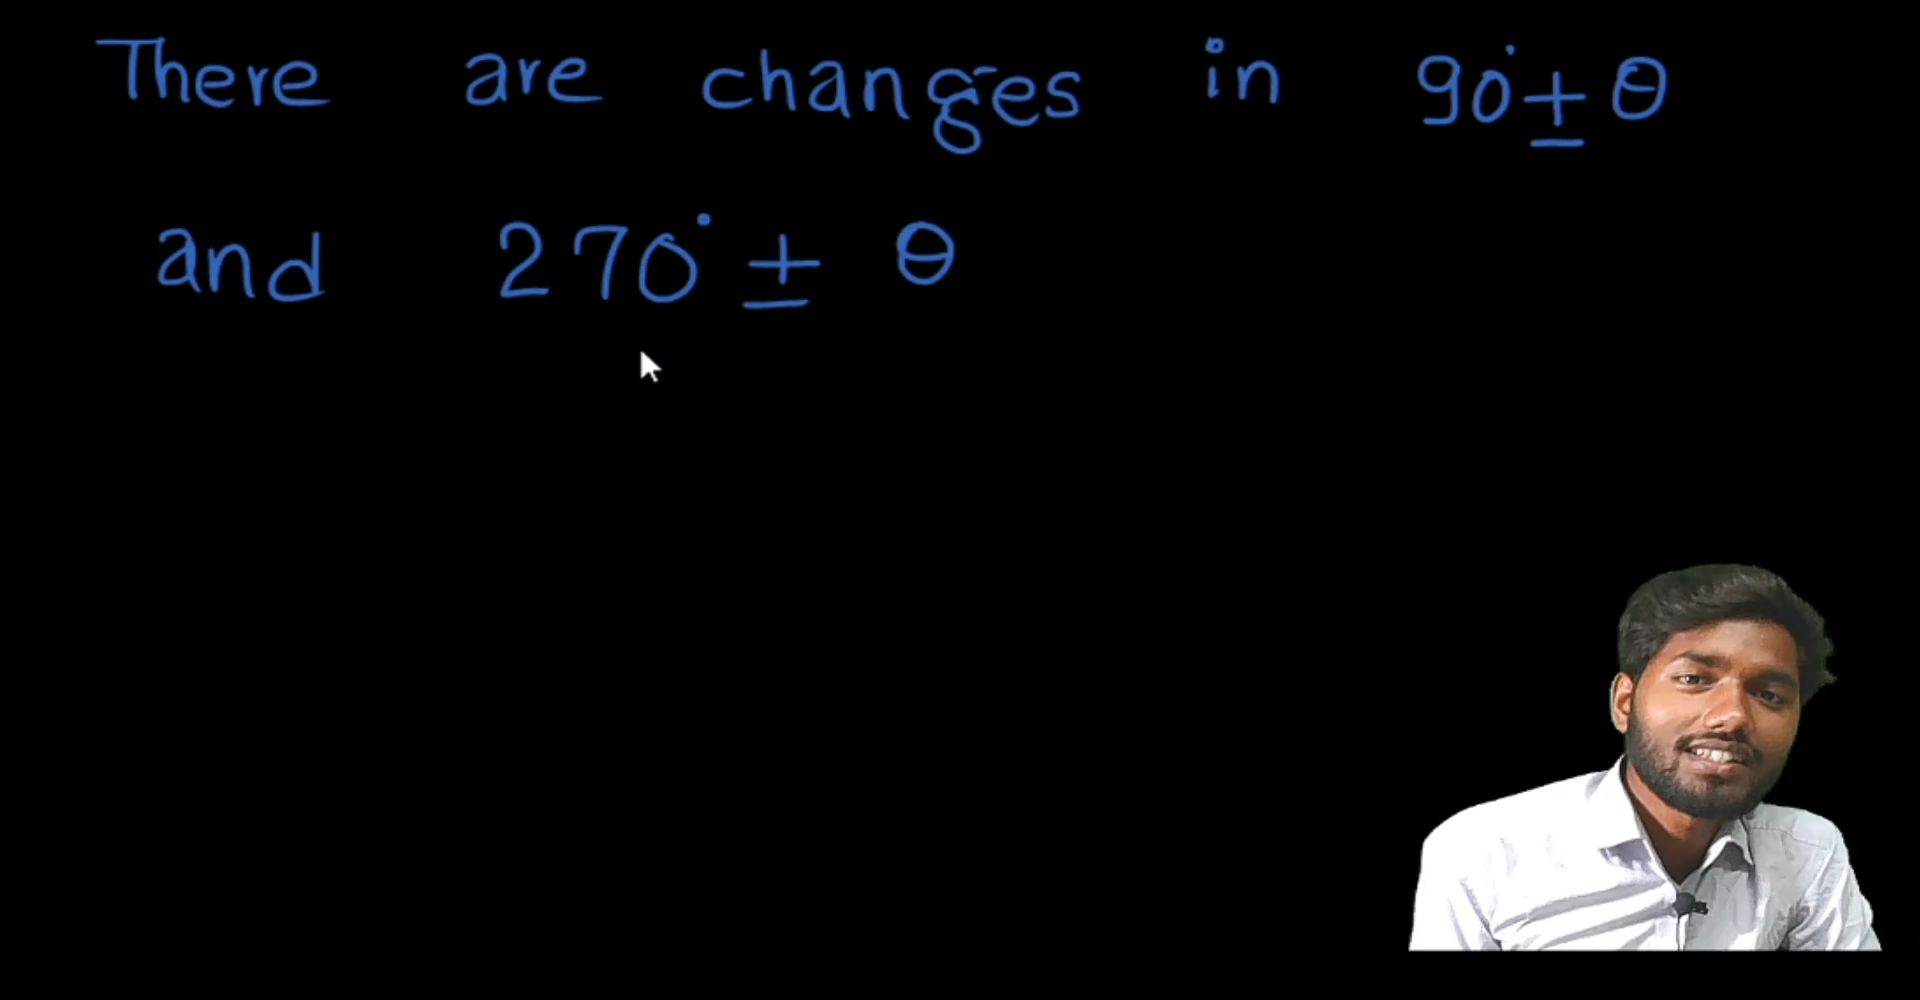 There are changes in 90° ± θ
and 270° ± θ